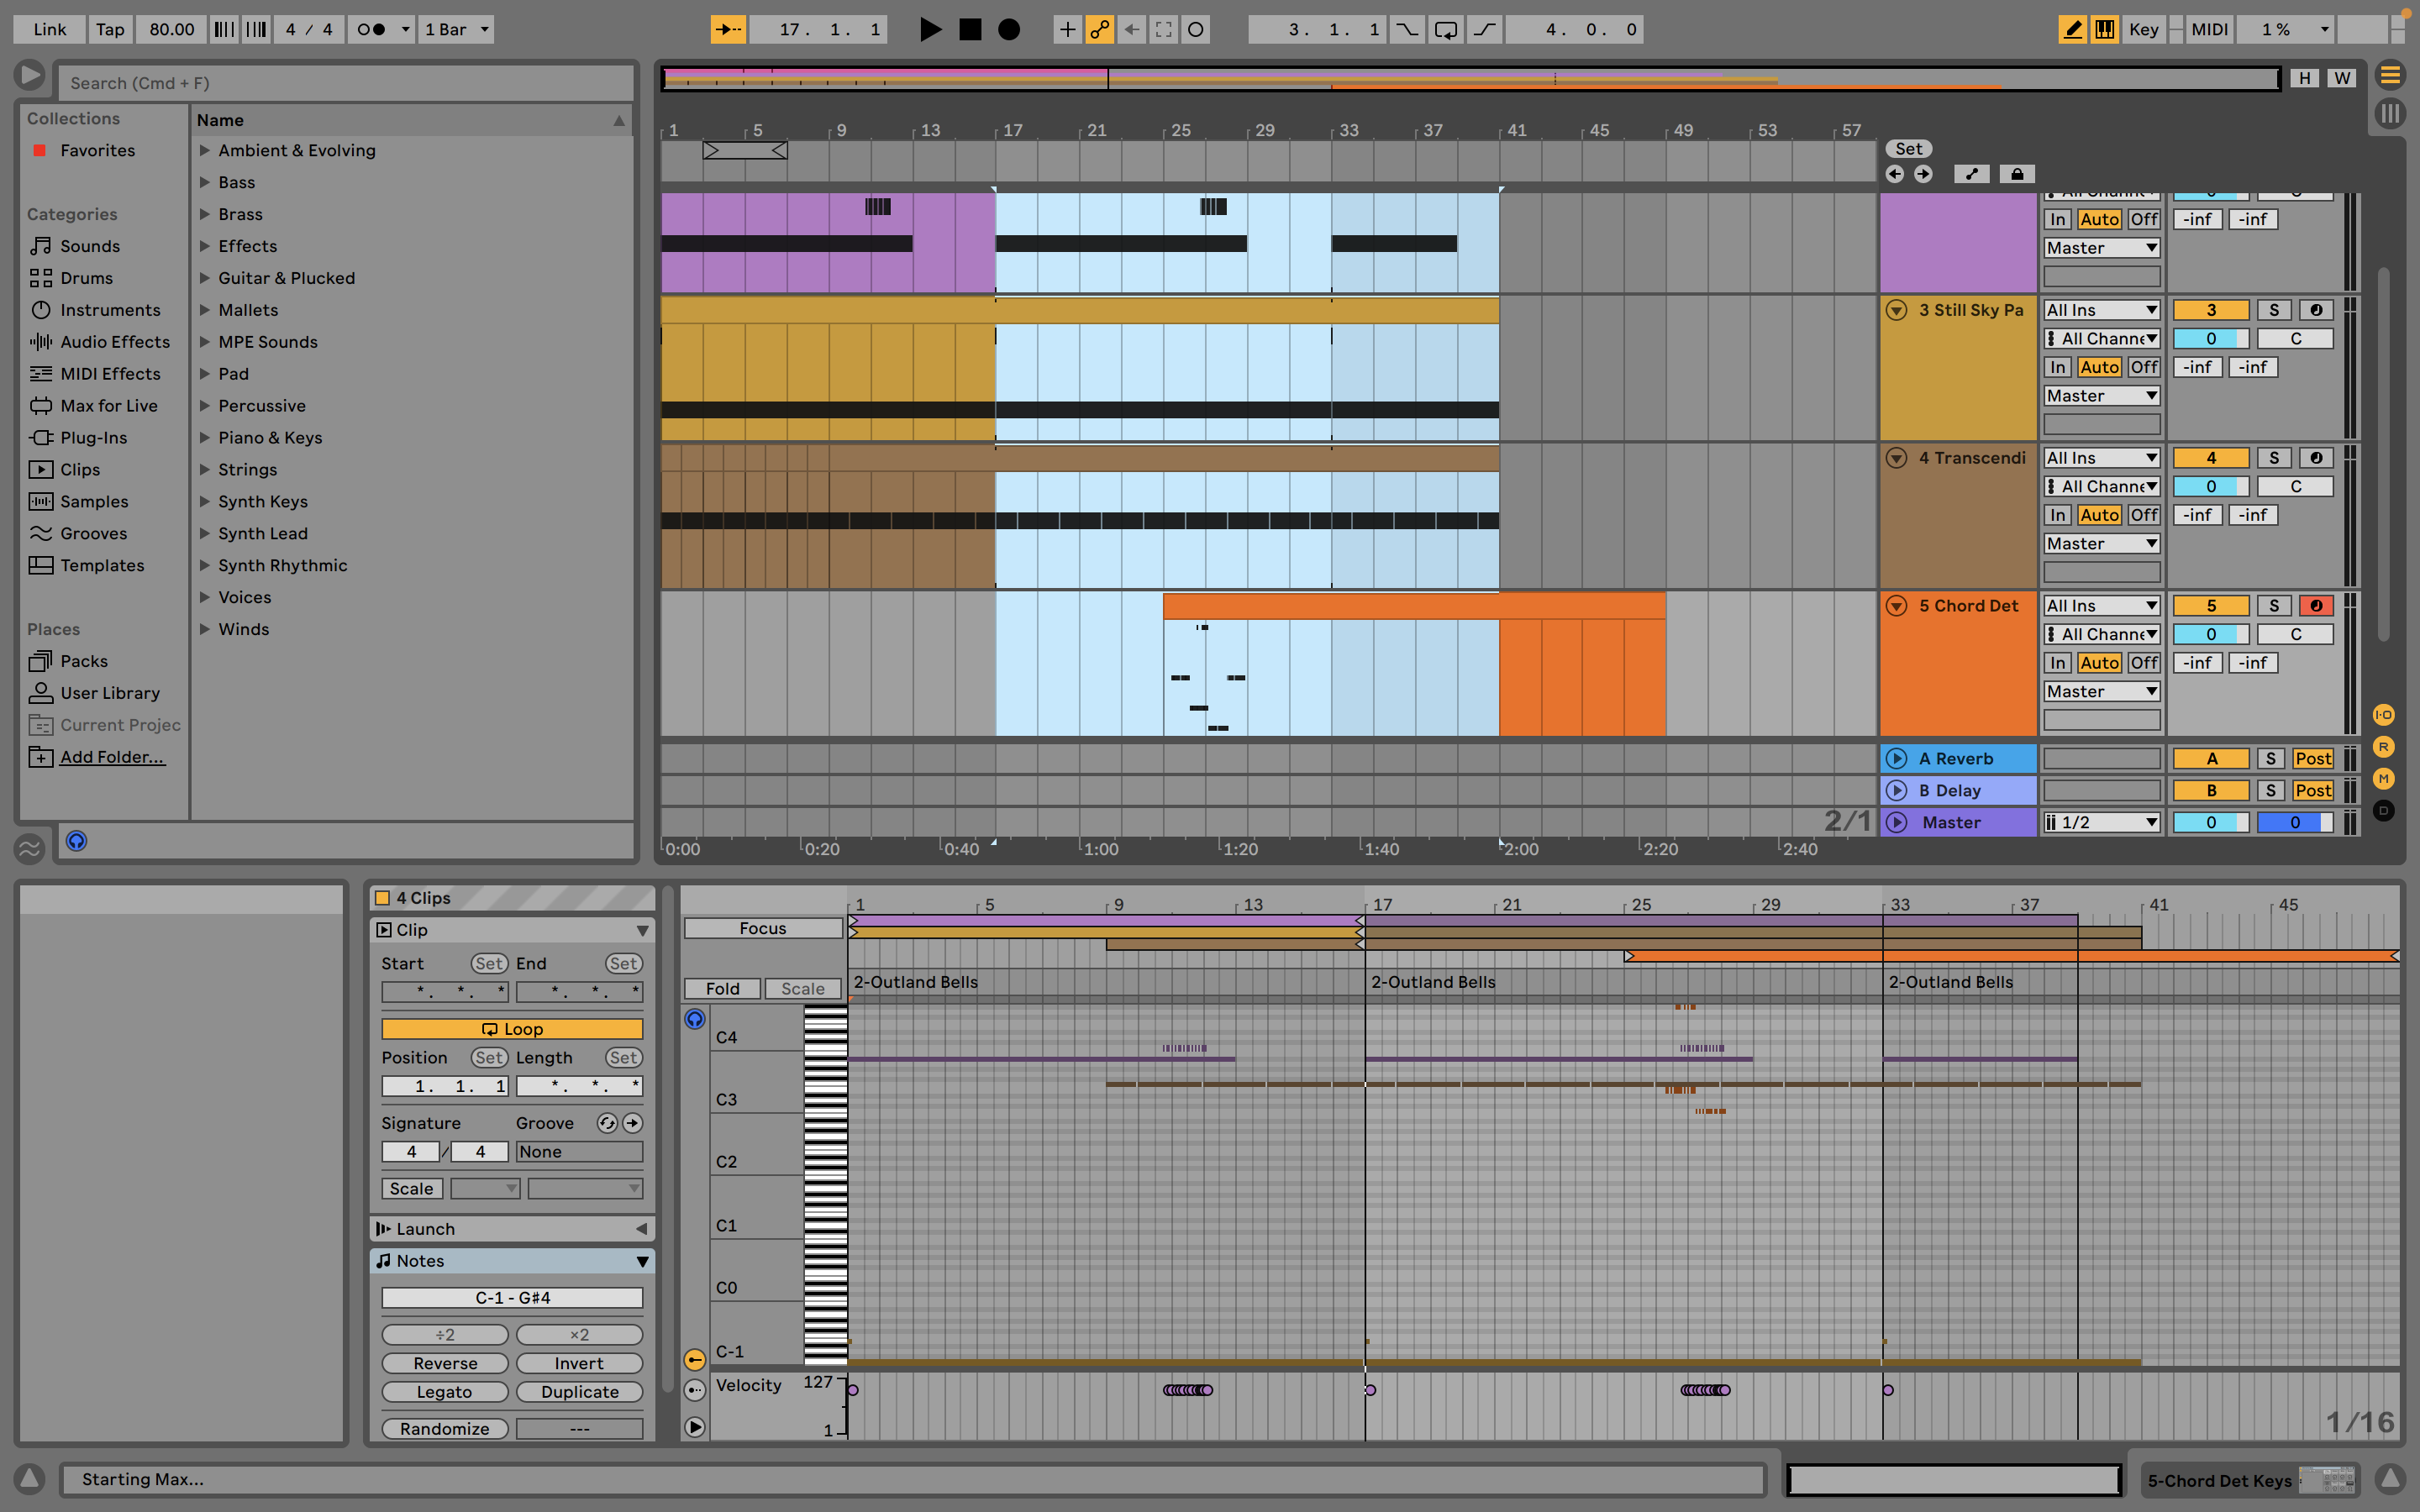 Link Tap 80.00 4 / 4 1 Bar 17. 1. 1 3. 1. 1 4. 0. 0 Key MIDI 1 %
Search (Cmd + F)
H W
Collections
Favorites
Categories
Sounds
Drums
Instruments
Audio Effects
MIDI Effects
Max for Live
Plug-Ins
Clips
Samples
Grooves
Templates
Places
Packs
User Library
Current Projec
Add Folder...
Name
Ambient & Evolving
Bass
Brass
Effects
Guitar & Plucked
Mallets
MPE Sounds
Pad
Percussive
Piano & Keys
Strings
Synth Keys
Synth Lead
Synth Rhythmic
Voices
Winds
1 5 9 13 17 21 25 29 33 37 41 45 49 53 57
Set
In Auto Off -inf -inf
Master
3 Still Sky Pa All Ins 3 S
All Channe 0 C
In Auto Off -inf -inf
Master
4 Transcendi All Ins 4 S
All Channe 0 C
In Auto Off -inf -inf
Master
5 Chord Det All Ins 5 S
All Channe 0 C
In Auto Off -inf -inf
Master
A Reverb A S Post
B Delay B S Post
2/1 Master 1/2 0 0
I·O
R
M
D
0:00 0:20 0:40 1:00 1:20 1:40 2:00 2:20 2:40
4 Clips
Clip
Start Set End Set
*. *. * *. *. *
Loop
Position Set Length Set
1. 1. 1 *. *. *
Signature Groove
4 / 4 None
Scale
Launch
Notes
C-1 - G#4
÷2 ×2
Reverse Invert
Legato Duplicate
Randomize ---
1 5 9 13 17 21 25 29 33 37 41 45
Focus
Fold Scale 2-Outland Bells 2-Outland Bells 2-Outland Bells
C4
C3
C2
C1
C0
C-1
Velocity 127
1
1/16
Starting Max...
5-Chord Det Keys